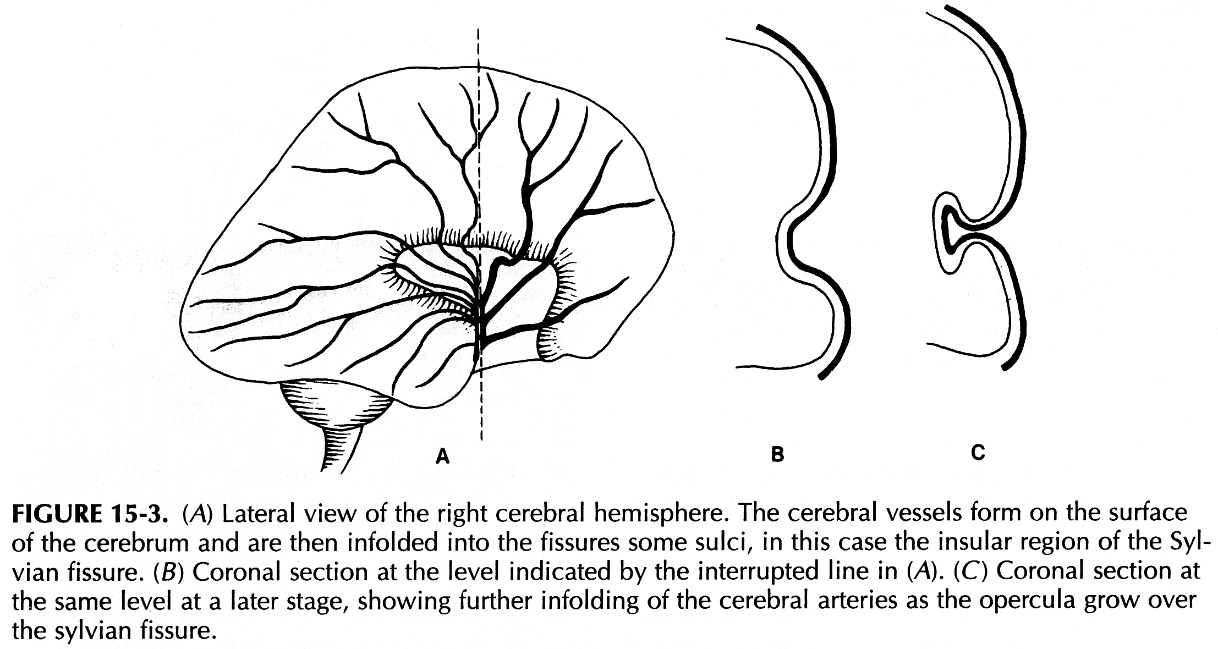 A
B
C
FIGURE 15-3. (A) Lateral view of the right cerebral hemisphere. The cerebral vessels form on the surface
of the cerebrum and are then infolded into the fissures some sulci, in this case the insular region of the Syl-
vian fissure. (B) Coronal section at the level indicated by the interrupted line in (A). (C) Coronal section at
the same level at a later stage, showing further infolding of the cerebral arteries as the opercula grow over
the sylvian fissure.